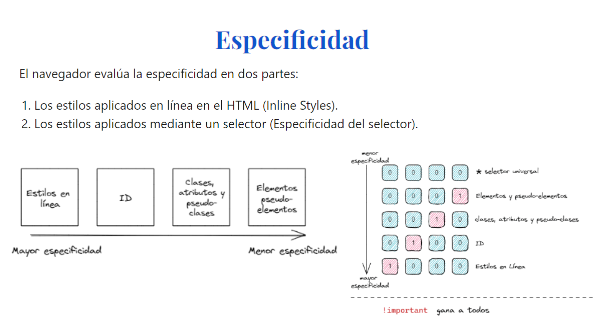 Especificidad
El navegador evalúa la especificidad en dos partes:
1. Los estilos aplicados en línea en el HTML (Inline Styles).
2. Los estilos aplicados mediante un selector (Especificidad del selector).
Estilos en
línea
ID
Clases,
atributos y
pseudo-
clases
Elementos
pseudo-
elementos
Mayor especificidad
Menor especificidad
menor
especificidad
0 0 0 0 * selector universal
0 0 0 1 Elementos y pseudo-elementos
0 0 1 0 clases, atributos y pseudo-clases
0 1 0 0 ID
1 0 0 0 Estilos en Línea
mayor
especificidad
!important gana a todos